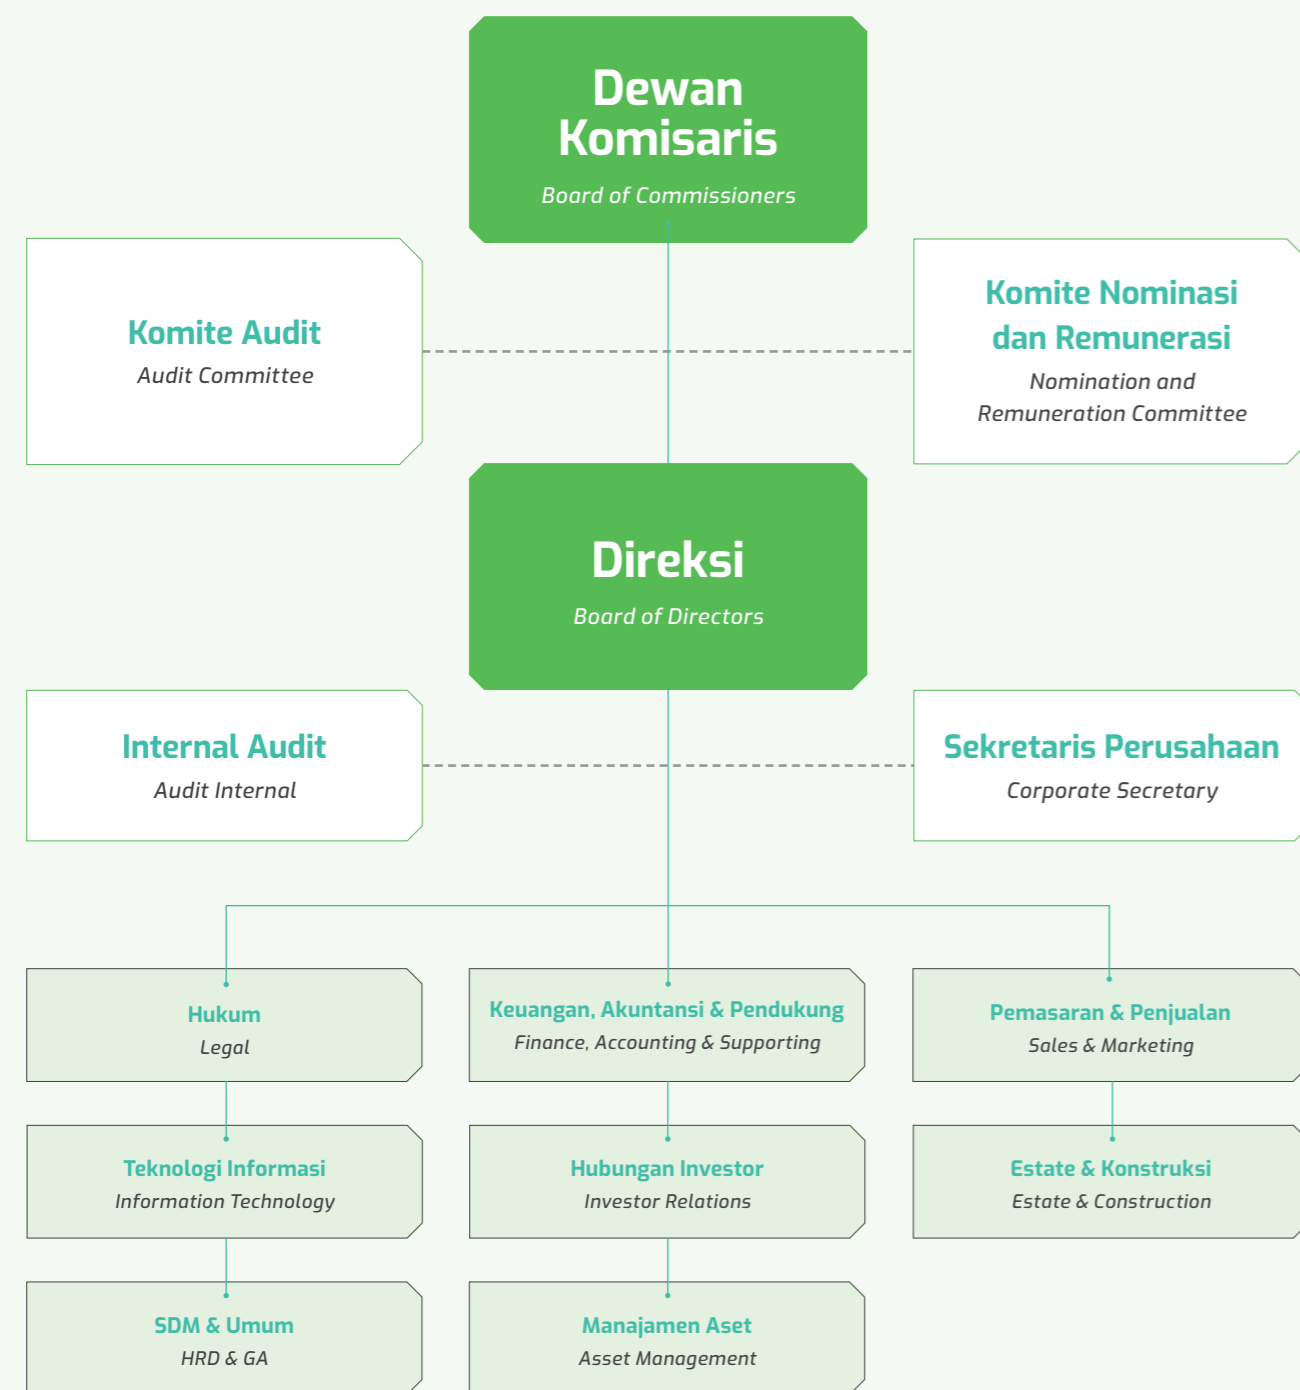 Dewan
Komisaris
Board of Commissioners
Komite Audit
Audit Committee
Komite Nominasi
dan Remunerasi
Nomination and
Remuneration Committee
Direksi
Board of Directors
Internal Audit
Audit Internal
Sekretaris Perusahaan
Corporate Secretary
Hukum
Legal
Keuangan, Akuntansi & Pendukung
Finance, Accounting & Supporting
Pemasaran & Penjualan
Sales & Marketing
Teknologi Informasi
Information Technology
Hubungan Investor
Investor Relations
Estate & Konstruksi
Estate & Construction
SDM & Umum
HRD & GA
Manajamen Aset
Asset Management